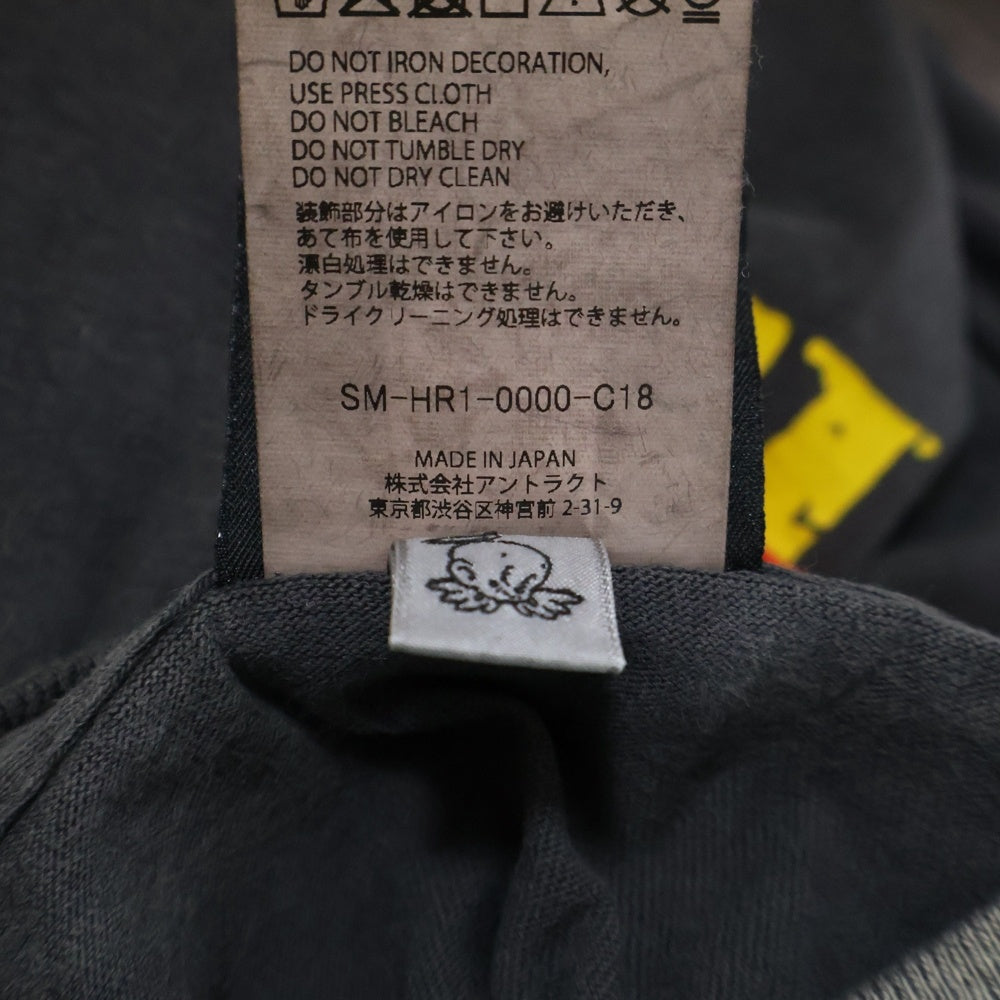 DO NOT IRON DECORATION,
USE PRESS CLOTH
DO NOT BLEACH
DO NOT TUMBLE DRY
DO NOT DRY CLEAN
装飾部分はアイロンをお避けいただき、
あて布を使用して下さい。
漂白処理はできません。
タンブル乾燥はできません。
ドライクリーニング処理はできません。
SM-HR1-0000-C18
MADE IN JAPAN
株式会社アントラクト
東京都渋谷区神宮前 2-31-9